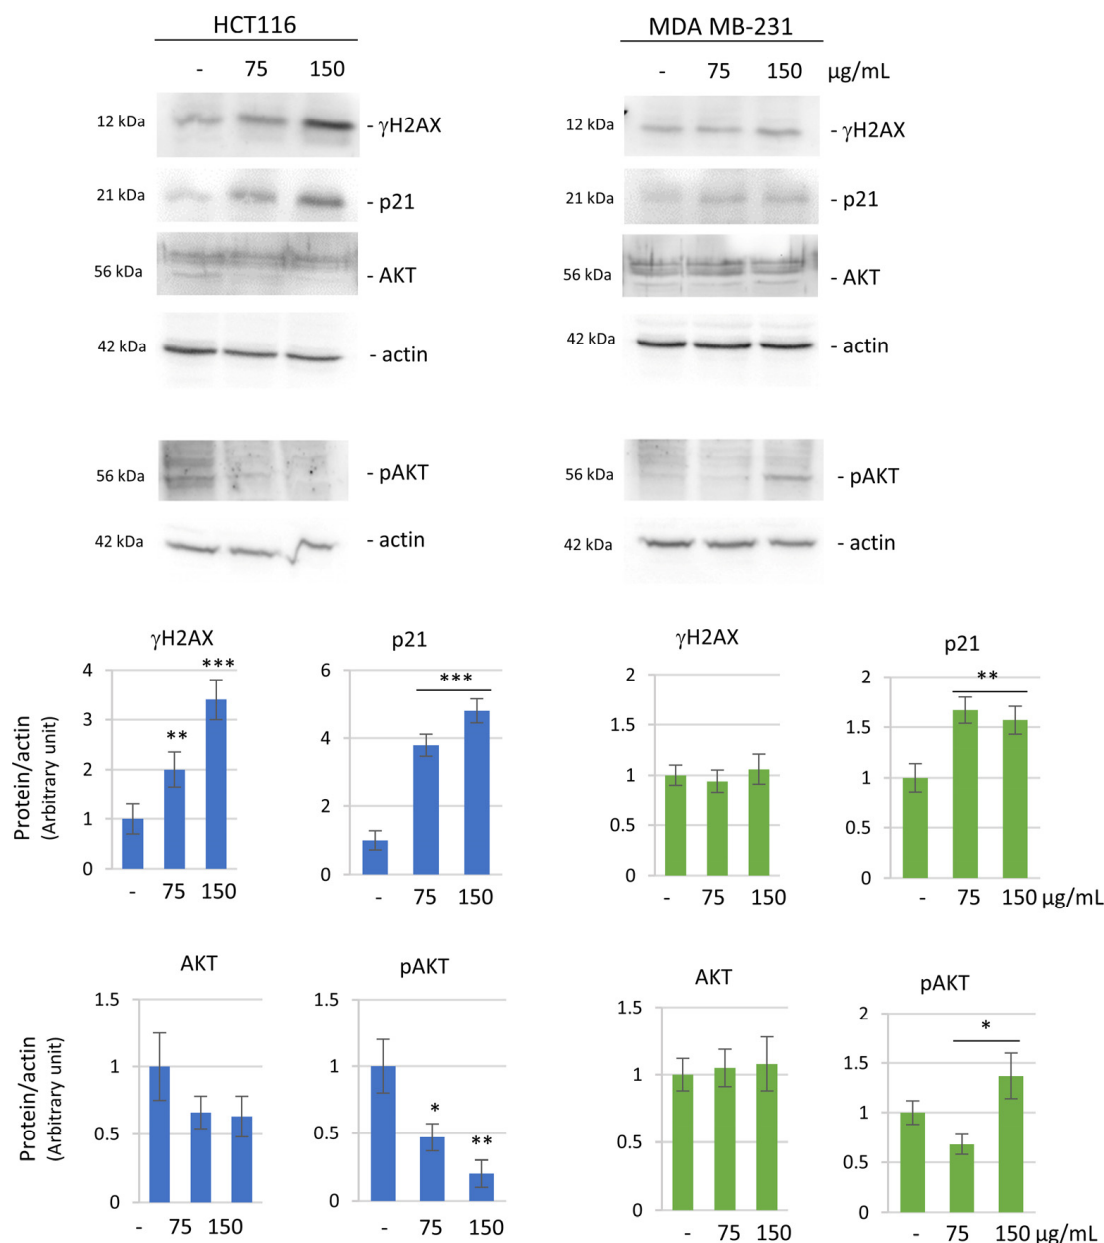 HCT116
MDA MB-231
- 75 150
- 75 150 µg/mL
12 kDa - γH2AX
12 kDa - γH2AX
21 kDa - p21
21 kDa - p21
56 kDa - AKT
56 kDa - AKT
42 kDa - actin
42 kDa - actin
56 kDa - pAKT
56 kDa - pAKT
42 kDa - actin
42 kDa - actin
γH2AX
Protein/actin
(Arbitrary unit)
4
3
2
1
0
**
***
- 75 150
p21
6
4
2
0
***
- 75 150
γH2AX
2
1.5
1
0.5
0
- 75 150
p21
2
1.5
1
0.5
0
**
- 75 150 µg/mL
AKT
Protein/actin
(Arbitrary unit)
1.5
1
0.5
0
- 75 150
pAKT
1.5
1
0.5
0
*
**
- 75 150
AKT
1.5
1
0.5
0
- 75 150
pAKT
2
1.5
1
0.5
0
*
- 75 150 µg/mL